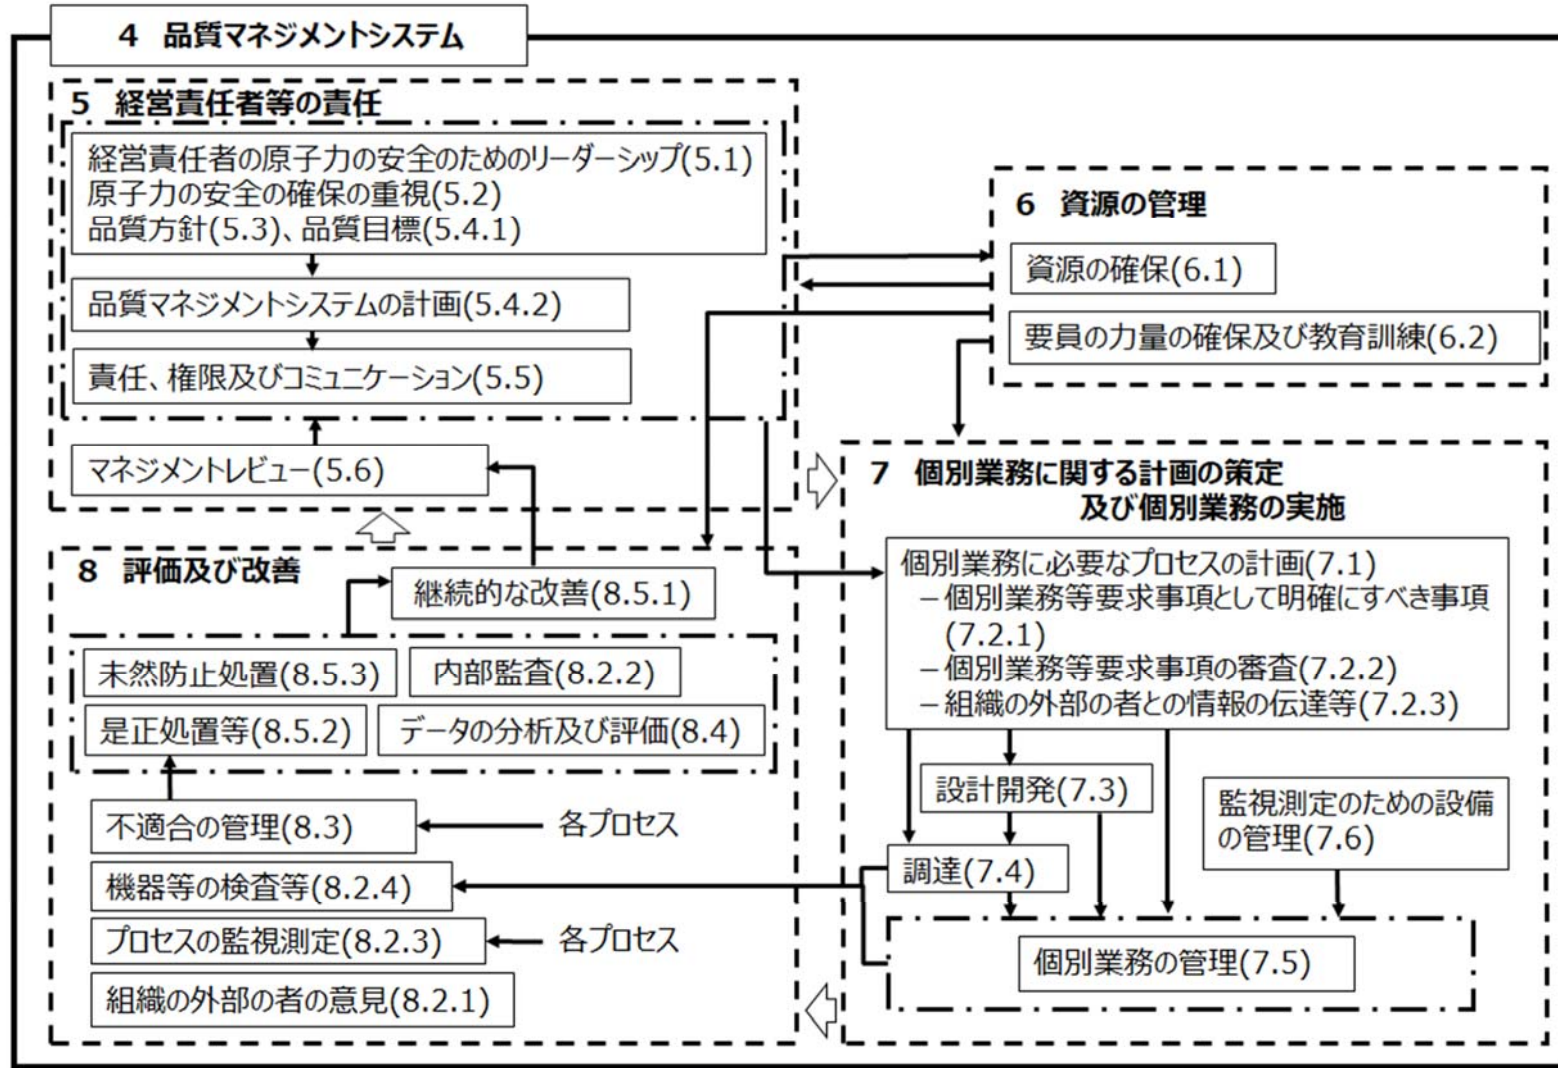 4 品質マネジメントシステム
5 経営責任者等の責任
経営責任者の原子力の安全のためのリーダーシップ(5.1)
原子力の安全の確保の重視(5.2)
品質方針(5.3)、品質目標(5.4.1)
品質マネジメントシステムの計画(5.4.2)
責任、権限及びコミュニケーション(5.5)
マネジメントレビュー(5.6)
6 資源の管理
資源の確保(6.1)
要員の力量の確保及び教育訓練(6.2)
7 個別業務に関する計画の策定
及び個別業務の実施
個別業務に必要なプロセスの計画(7.1)
－個別業務等要求事項として明確にすべき事項
(7.2.1)
－個別業務等要求事項の審査(7.2.2)
－組織の外部の者との情報の伝達等(7.2.3)
設計開発(7.3)
監視測定のための設備
の管理(7.6)
調達(7.4)
個別業務の管理(7.5)
8 評価及び改善
継続的な改善(8.5.1)
未然防止処置(8.5.3)
内部監査(8.2.2)
是正処置等(8.5.2)
データの分析及び評価(8.4)
不適合の管理(8.3)
各プロセス
機器等の検査等(8.2.4)
プロセスの監視測定(8.2.3)
各プロセス
組織の外部の者の意見(8.2.1)